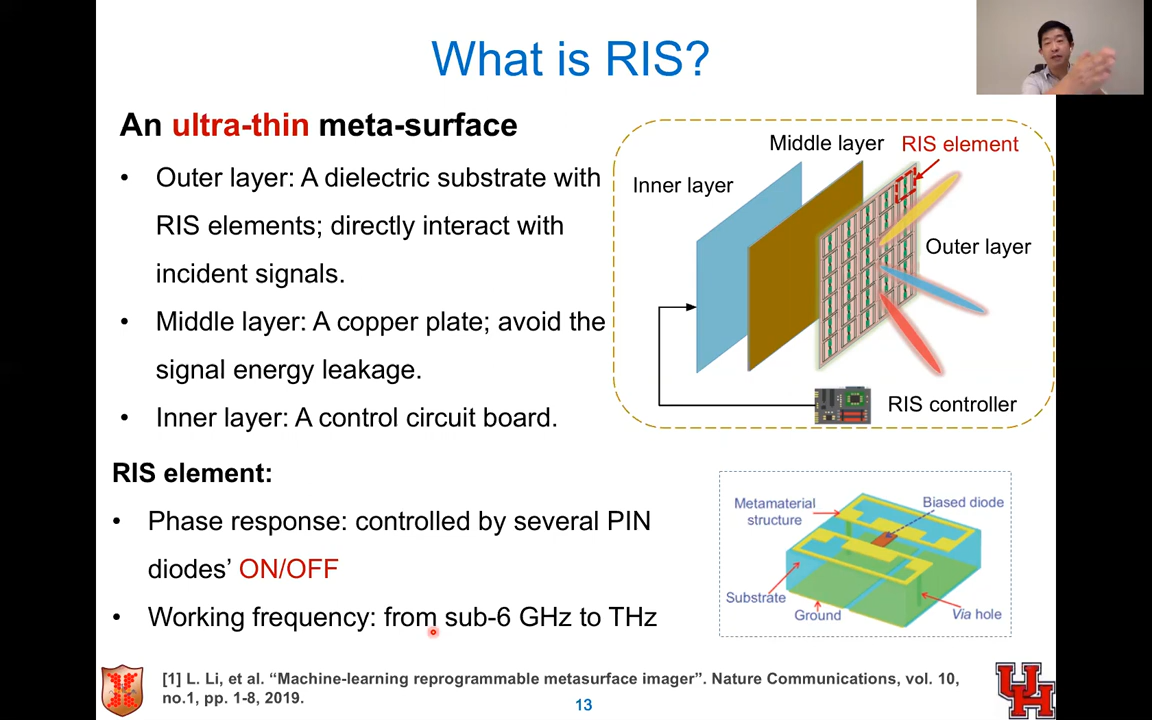 What is RIS?
An ultra-thin meta-surface
• Outer layer: A dielectric substrate with
RIS elements; directly interact with
incident signals.
• Middle layer: A copper plate; avoid the
signal energy leakage.
• Inner layer: A control circuit board.
Middle layer
RIS element
Inner layer
Outer layer
RIS controller
RIS element:
• Phase response: controlled by several PIN
diodes’ ON/OFF
• Working frequency: from sub-6 GHz to THz
Metamaterial
structure
Biased diode
Substrate
Ground
Via hole
[1] L. Li, et al. “Machine-learning reprogrammable metasurface imager”. Nature Communications, vol. 10,
no.1, pp. 1-8, 2019.
13
UH